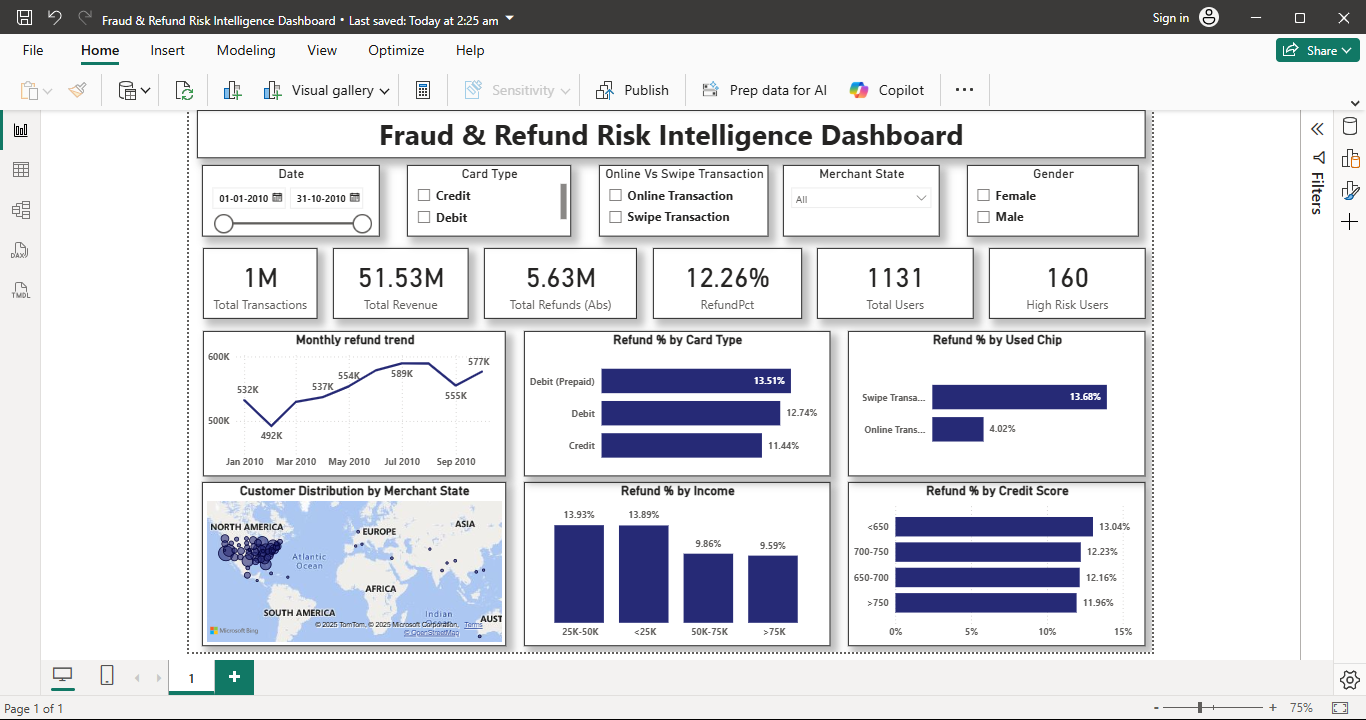 Fraud & Refund Risk Intelligence Dashboard • Last saved: Today at 2:25 am
Sign in
File Home Insert Modeling View Optimize Help
Share
Visual gallery
Sensitivity
Publish
Prep data for AI
Copilot
Fraud & Refund Risk Intelligence Dashboard
Date
01-01-2010 31-10-2010
Card Type
Credit
Debit
Online Vs Swipe Transaction
Online Transaction
Swipe Transaction
Merchant State
All
Gender
Female
Male
Filters
DAX
TMDL
1M
Total Transactions
51.53M
Total Revenue
5.63M
Total Refunds (Abs)
12.26%
RefundPct
1131
Total Users
160
High Risk Users
Monthly refund trend
600K
500K
532K
492K
537K
554K
589K
555K
577K
Jan 2010 Mar 2010 May 2010 Jul 2010 Sep 2010
Refund % by Card Type
Debit (Prepaid) 13.51%
Debit 12.74%
Credit 11.44%
Refund % by Used Chip
Swipe Transa... 13.68%
Online Trans... 4.02%
Customer Distribution by Merchant State
NORTH AMERICA
EUROPE
ASIA
Atlantic
Ocean
AFRICA
SOUTH AMERICA
Indian
AUST
Microsoft Bing
© 2025 TomTom, © 2025 Microsoft Corporation, Terms
© OpenStreetMap
Refund % by Income
13.93% 13.89% 9.86% 9.59%
25K-50K <25K 50K-75K >75K
Refund % by Credit Score
<650 13.04%
700-750 12.23%
650-700 12.16%
>750 11.96%
0% 5% 10% 15%
1
Page 1 of 1
75%